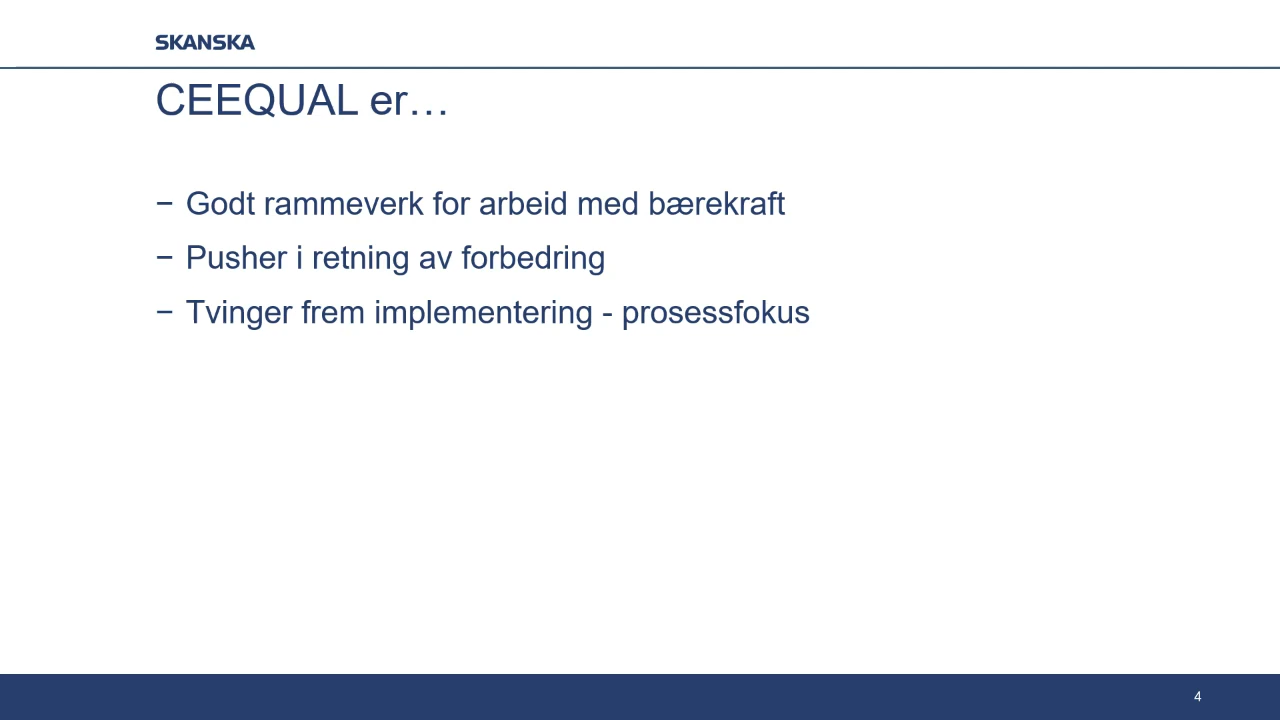 SKANSKA
CEEQUAL er…
− Godt rammeverk for arbeid med bærekraft
− Pusher i retning av forbedring
− Tvinger frem implementering - prosessfokus
4